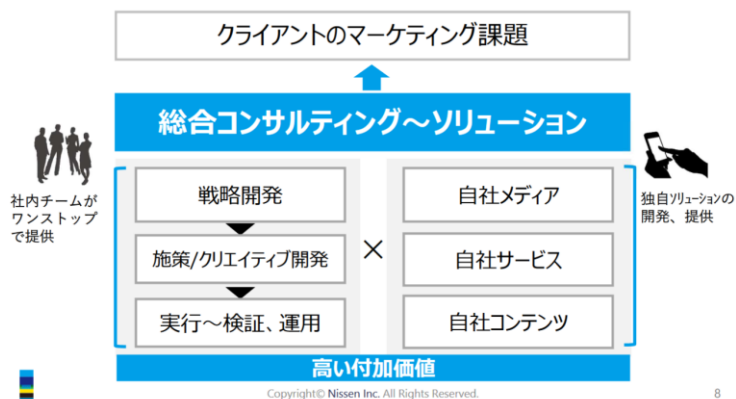 クライアントのマーケティング課題
総合コンサルティング～ソリューション
社内チームが
ワンストップ
で提供
戦略開発
施策/クリエイティブ開発
実行～検証、運用
×
自社メディア
自社サービス
自社コンテンツ
独自ｿﾘｭｰｼｮﾝの
開発、提供
高い付加価値
Copyright© Nissen Inc. All Rights Reserved.
8